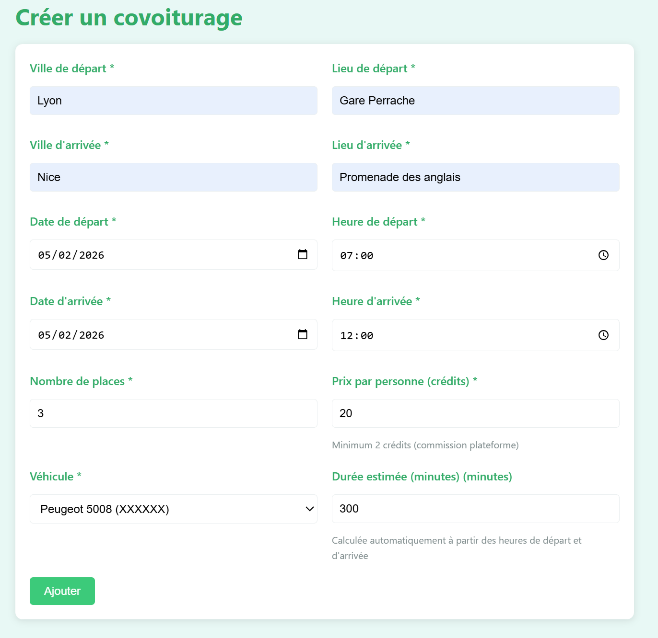 Créer un covoiturage
Ville de départ *
Lieu de départ *
Lyon
Gare Perrache
Ville d'arrivée *
Lieu d'arrivée *
Nice
Promenade des anglais
Date de départ *
Heure de départ *
05/02/2026
07:00
Date d'arrivée *
Heure d'arrivée *
05/02/2026
12:00
Nombre de places *
Prix par personne (crédits) *
3
20
Minimum 2 crédits (commission plateforme)
Véhicule *
Durée estimée (minutes) (minutes)
Peugeot 5008 (XXXXXX)
300
Calculée automatiquement à partir des heures de départ et
d'arrivée
Ajouter